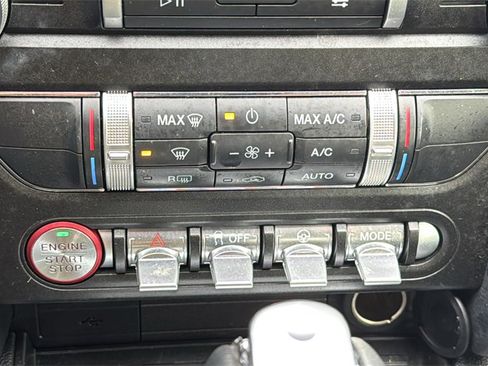 MAX MAX A/C
A/C
R AUTO
ENGINE
START
STOP
OFF MODE